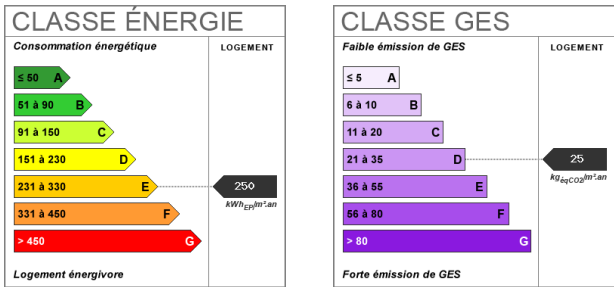 CLASSE ÉNERGIE
Consommation énergétique
LOGEMENT
≤ 50 A
51 à 90 B
91 à 150 C
151 à 230 D
231 à 330 E
250
kWhEP/m².an
331 à 450 F
> 450 G
Logement énergivore
CLASSE GES
Faible émission de GES
LOGEMENT
≤ 5 A
6 à 10 B
11 à 20 C
21 à 35 D
25
kgéqCO2/m².an
36 à 55 E
56 à 80 F
> 80 G
Forte émission de GES